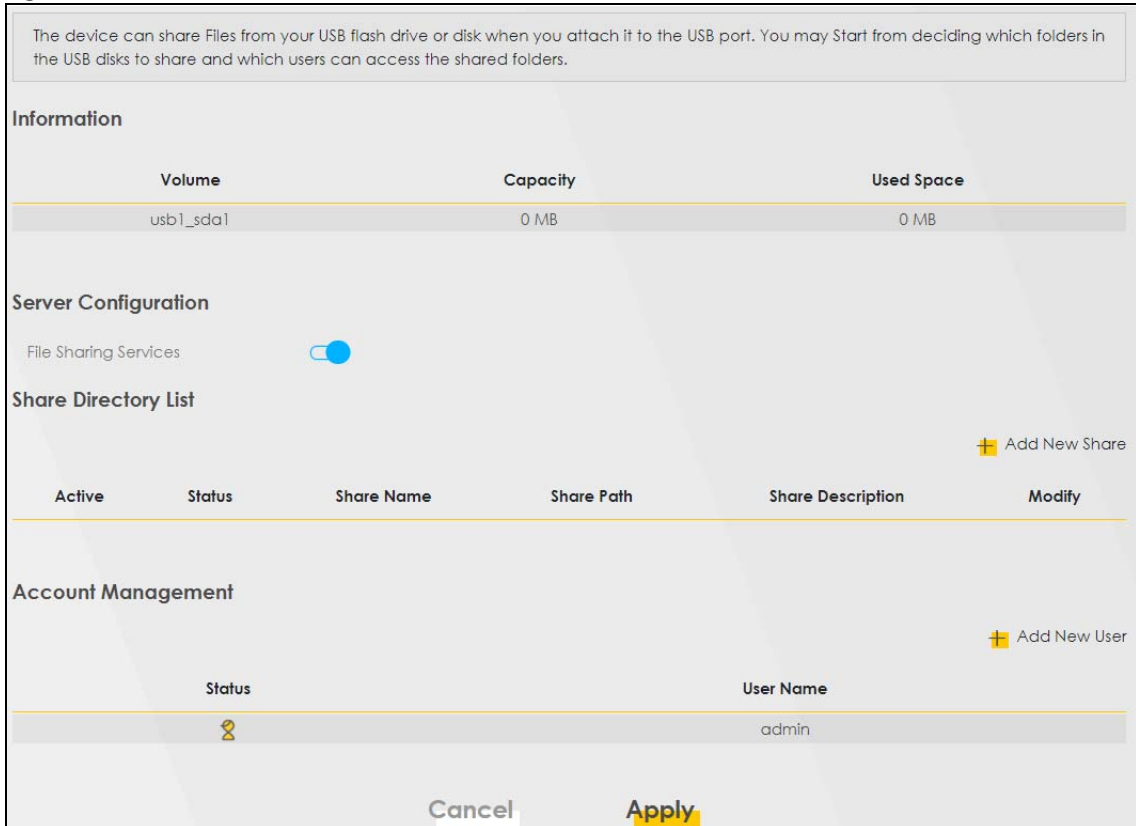 The device can share Files from your USB flash drive or disk when you attach it to the USB port. You may Start from deciding which folders in
the USB disks to share and which users can access the shared folders.
Information
Volume Capacity Used Space
usb1_sda1 0 MB 0 MB
Server Configuration
File Sharing Services
Share Directory List
Add New Share
Active Status Share Name Share Path Share Description Modify
Account Management
Add New User
Status User Name
admin
Cancel Apply